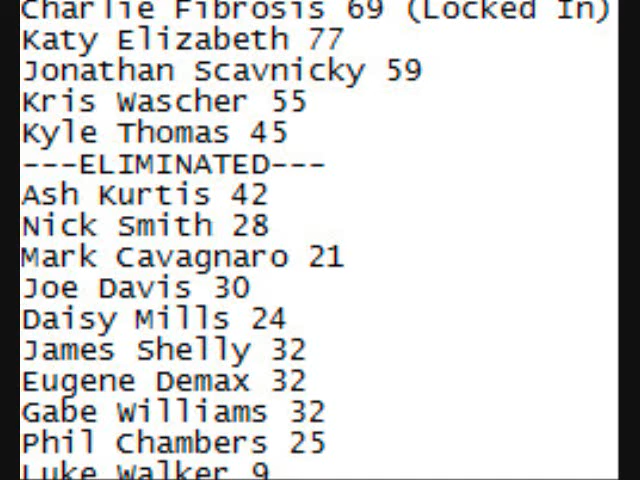 Charlie Fibrosis 69 (Locked In)
Katy Elizabeth 77
Jonathan Scavnicky 59
Kris Wascher 55
Kyle Thomas 45
---ELIMINATED---
Ash Kurtis 42
Nick Smith 28
Mark Cavagnaro 21
Joe Davis 30
Daisy Mills 24
James Shelly 32
Eugene Demax 32
Gabe Williams 32
Phil Chambers 25
Luke Walker 9